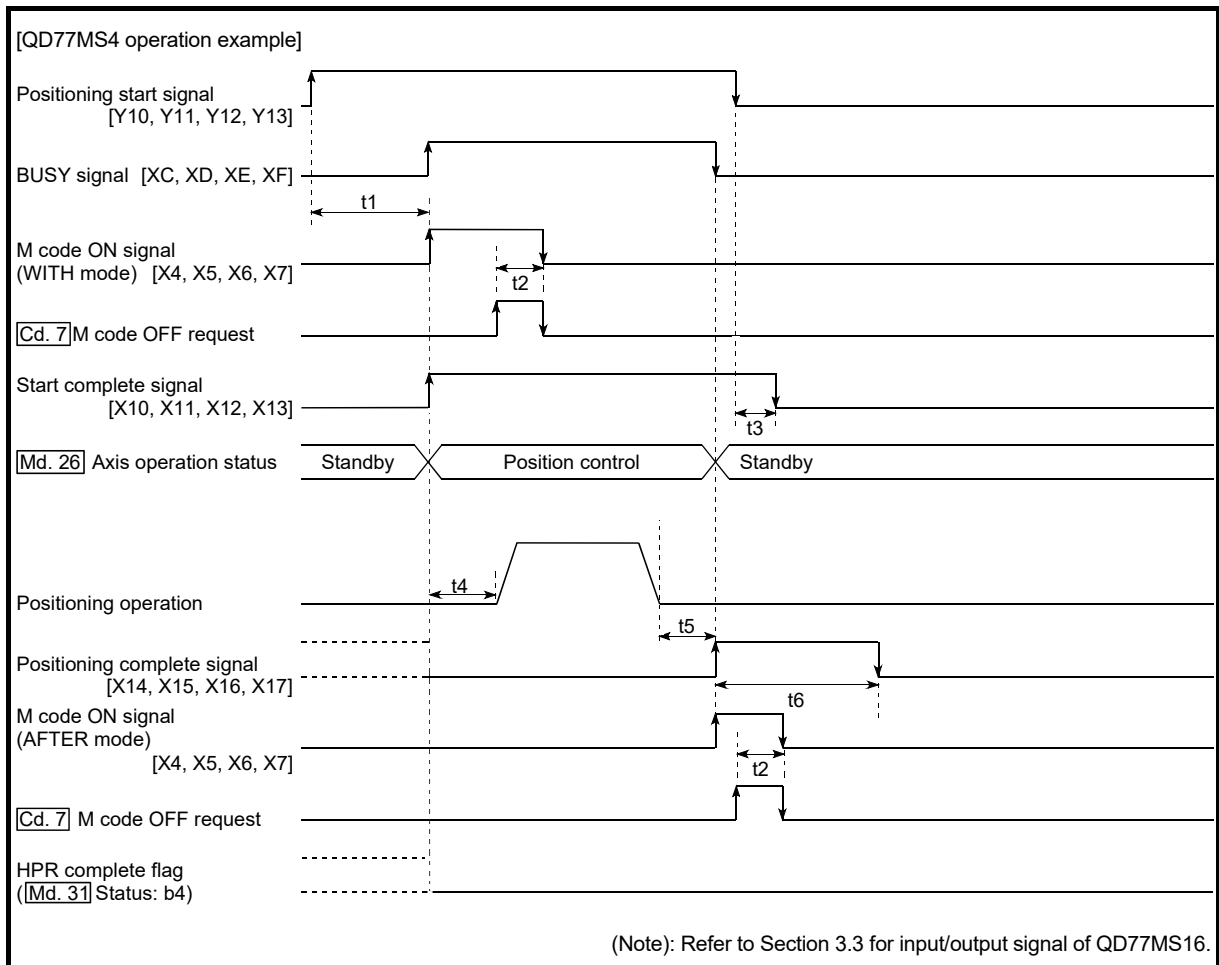 [QD77MS4 operation example]
Positioning start signal
[Y10, Y11, Y12, Y13]
BUSY signal [XC, XD, XE, XF]
t1
M code ON signal
(WITH mode) [X4, X5, X6, X7]
t2
Cd. 7 M code OFF request
Start complete signal
[X10, X11, X12, X13]
t3
Md. 26 Axis operation status Standby Position control Standby
t4
Positioning operation
t5
Positioning complete signal
[X14, X15, X16, X17]
t6
M code ON signal
(AFTER mode)
[X4, X5, X6, X7]
t2
Cd. 7 M code OFF request
HPR complete flag
(Md. 31 Status: b4)
(Note): Refer to Section 3.3 for input/output signal of QD77MS16.